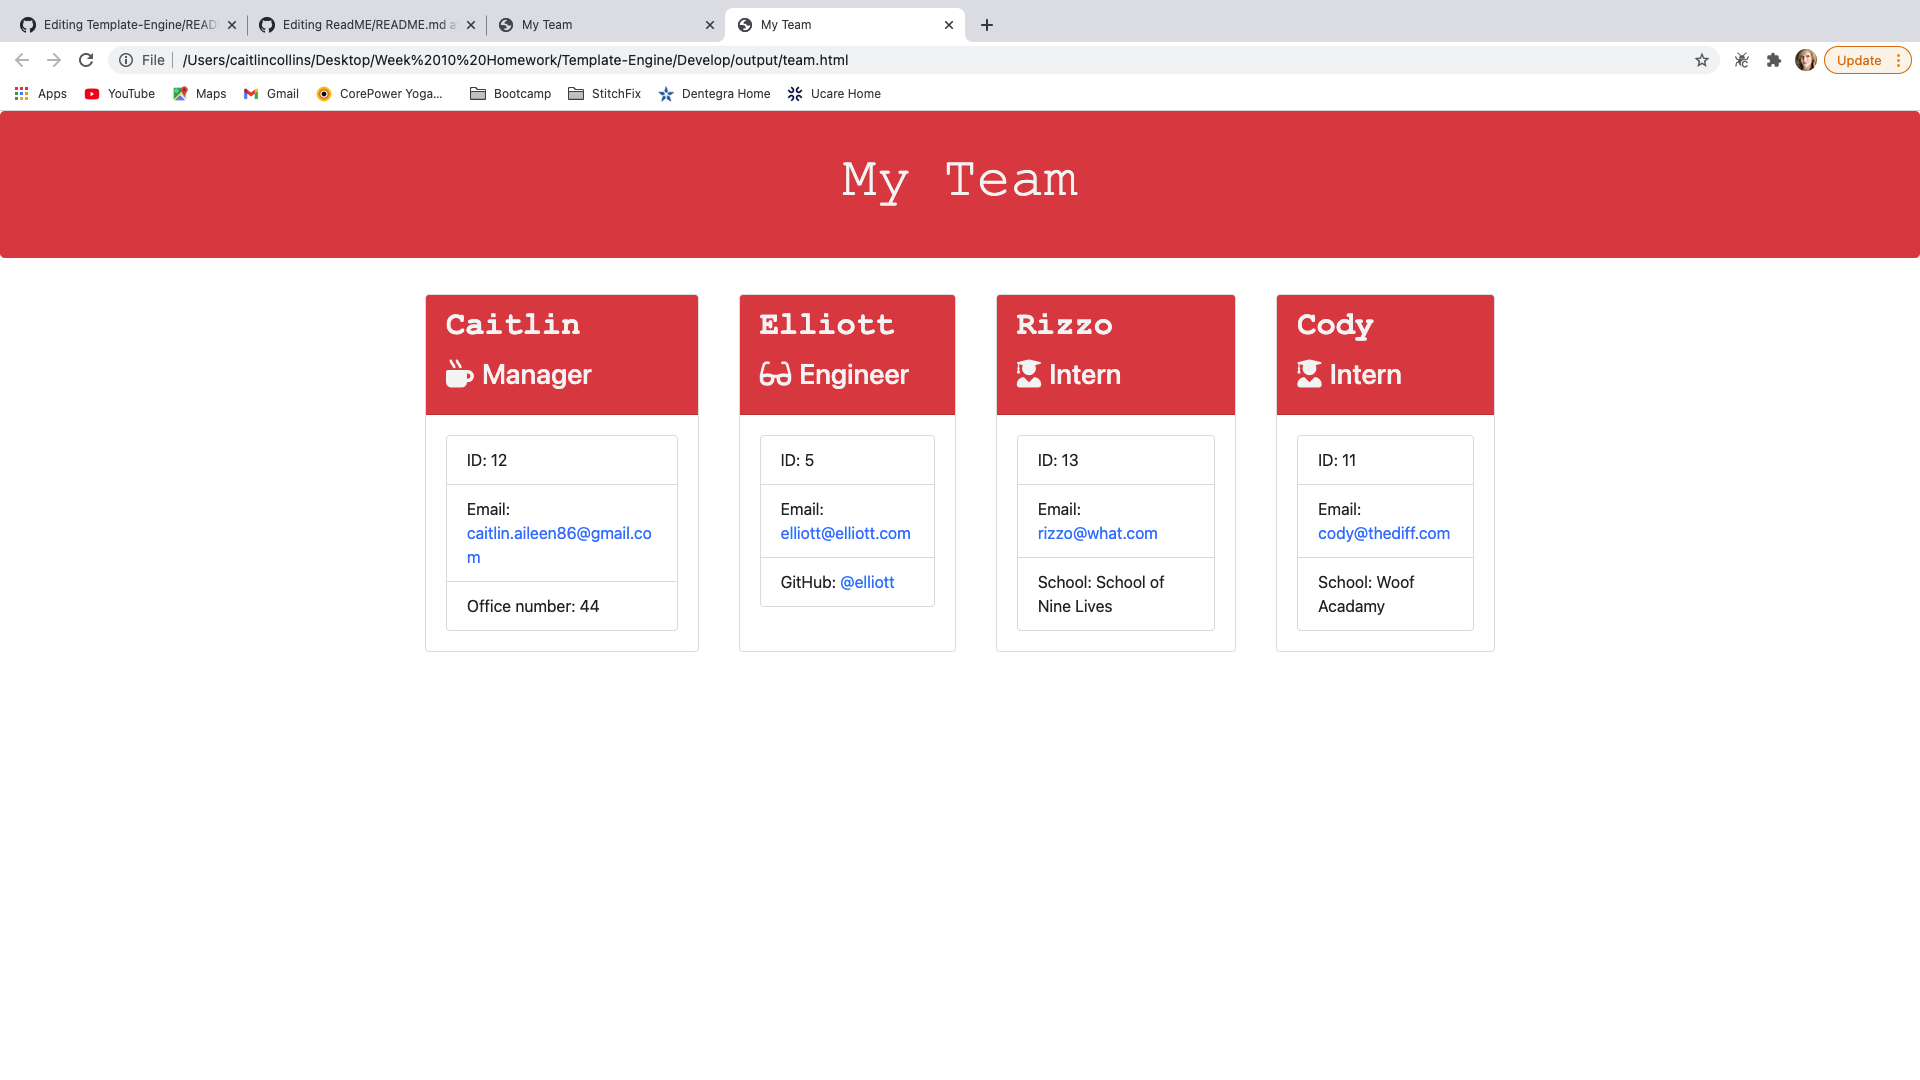 Editing Template-Engine/READ
Editing ReadME/README.md a
My Team
My Team
File
/Users/caitlincollins/Desktop/Week%2010%20Homework/Template-Engine/Develop/output/team.html
Update
Apps
YouTube
Maps
Gmail
CorePower Yoga...
Bootcamp
StitchFix
Dentegra Home
Ucare Home
My Team
Caitlin
Manager
ID: 12
Email:
caitlin.aileen86@gmail.co
m
Office number: 44
Elliott
Engineer
ID: 5
Email:
elliott@elliott.com
GitHub: @elliott
Rizzo
Intern
ID: 13
Email:
rizzo@what.com
School: School of
Nine Lives
Cody
Intern
ID: 11
Email:
cody@thediff.com
School: Woof
Acadamy